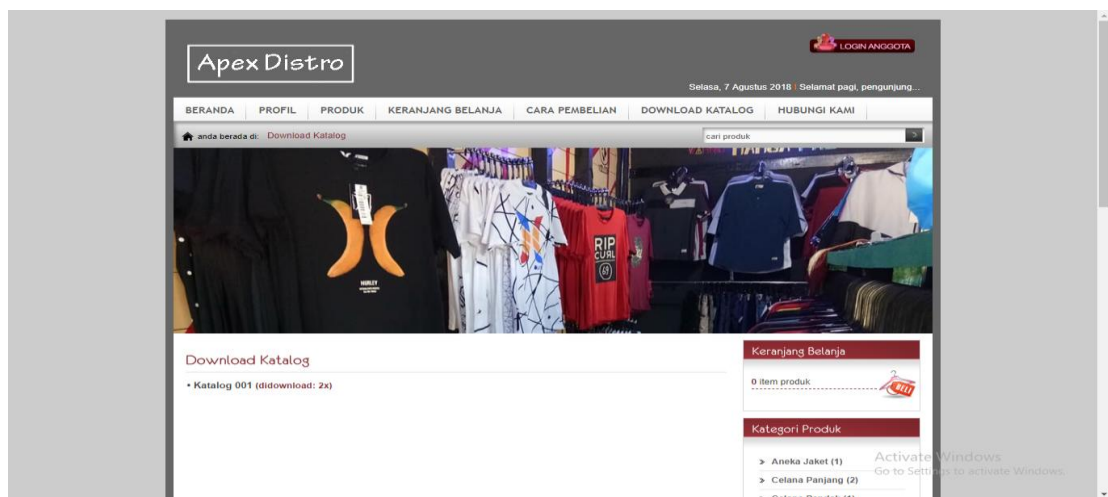 Apex Distro
LOGIN ANGGOTA
Selasa, 7 Agustus 2018 | Selamat pagi, pengunjung...
BERANDA PROFIL PRODUK KERANJANG BELANJA CARA PEMBELIAN DOWNLOAD KATALOG HUBUNGI KAMI
anda berada di: Download Katalog
cari produk
HURLEY
RIP CURL
69
Download Katalog
• Katalog 001 (didownload: 2x)
Keranjang Belanja
0 item produk
BELI
Kategori Produk
Aneka Jaket (1)
Celana Panjang (2)
Activate Windows
Go to Settings to activate Windows.